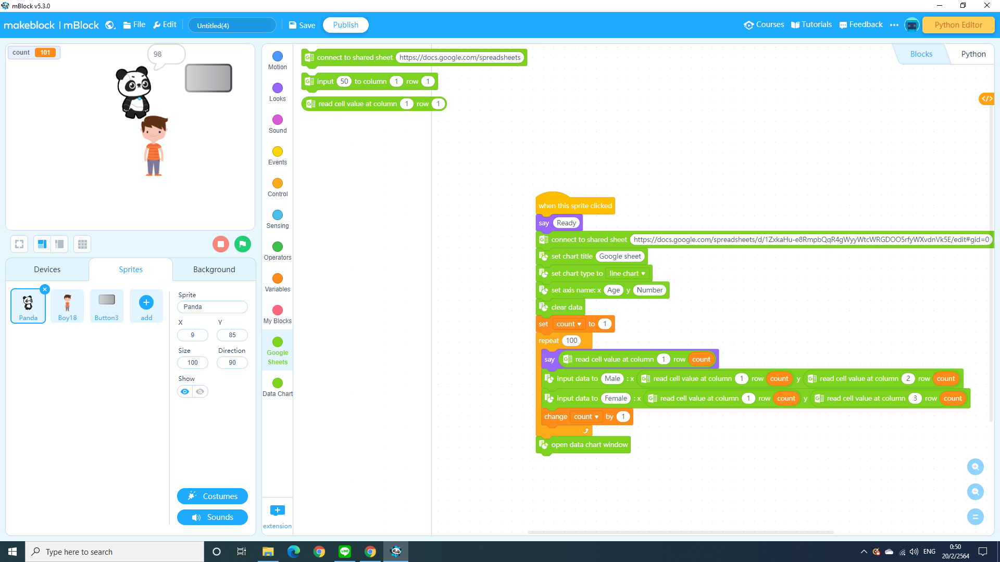 mBlock v5.3.0
makeblock | mBlock File Edit Untitled(4) Save Publish Courses Tutorials Feedback Python Editor
count 101
98
Devices Sprites Background
Panda Boy18 Button3 add
Sprite
Panda
X Y
9 85
Size Direction
100 90
Show
Costumes
Sounds
Motion
Looks
Sound
Events
Control
Sensing
Operators
Variables
My Blocks
Google
Sheets
Data Chart
extension
connect to shared sheet https://docs.google.com/spreadsheets
input 50 to column 1 row 1
read cell value at column 1 row 1
Blocks Python
when this sprite clicked
say Ready
connect to shared sheet https://docs.google.com/spreadsheets/d/1ZxkaHu-e8RmpbQqR4gWyyWtcWRGDOO5rfyWXvdnVk5E/edit#gid=0
set chart title Google sheet
set chart type to line chart
set axis name: x Age y Number
clear data
set count to 1
repeat 100
say read cell value at column 1 row count
input data to Male : x read cell value at column 1 row count y read cell value at column 2 row count
input data to Female : x read cell value at column 1 row count y read cell value at column 3 row count
change count by 1
open data chart window
Type here to search
LINE
ENG
0:50
20/2/2564